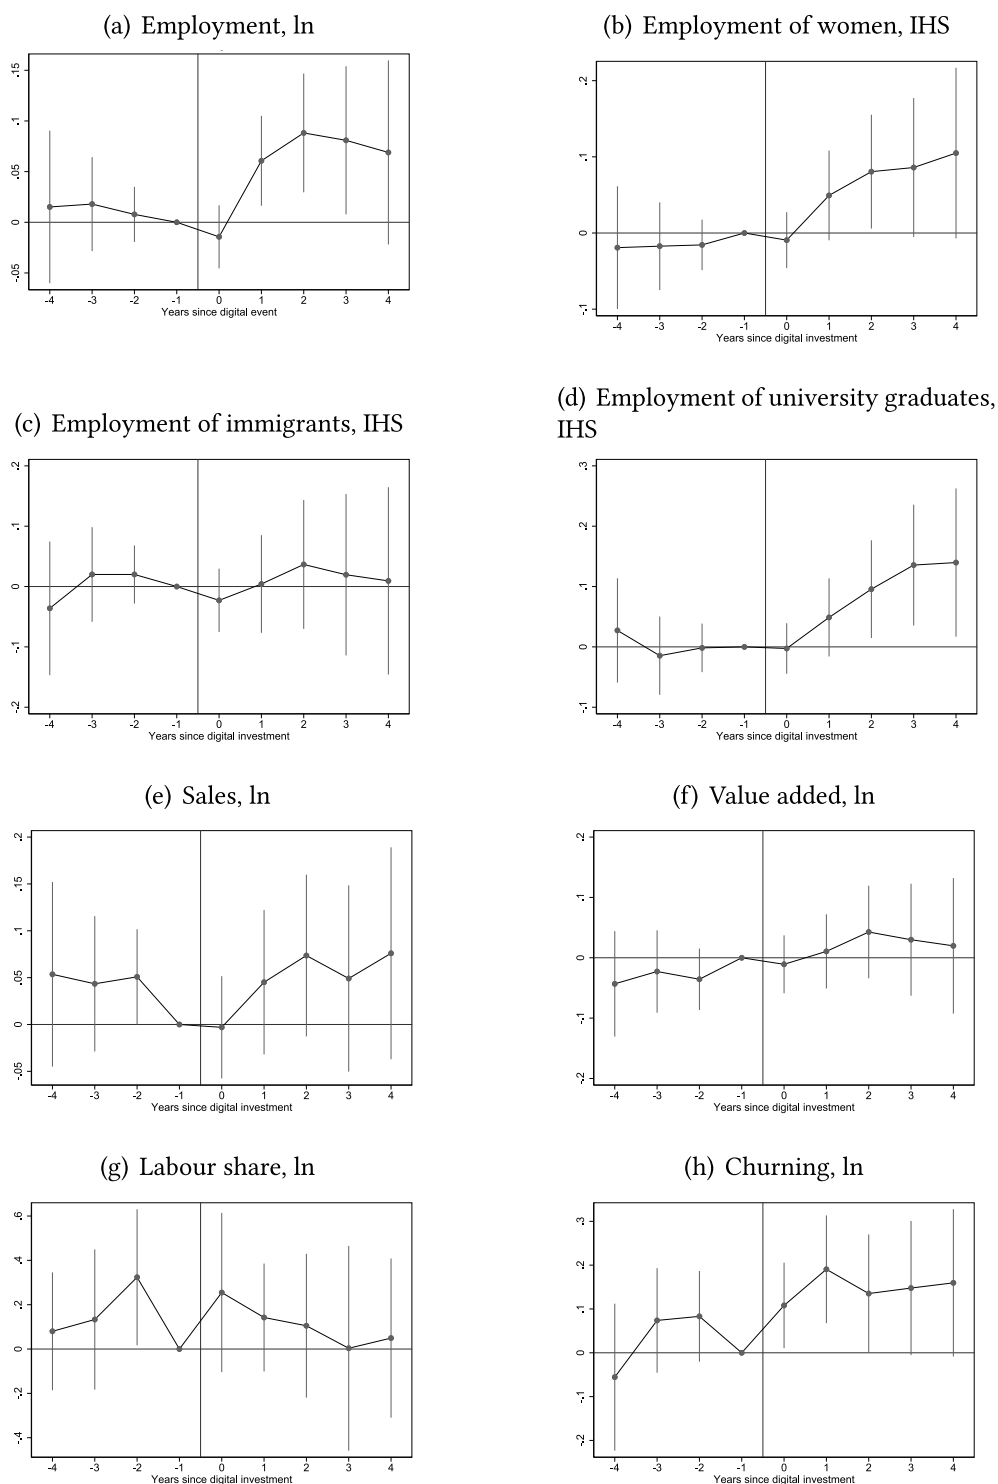 (a) Employment, ln
.15
.1
.05
0
-.05
-4 -3 -2 -1 0 1 2 3 4
Years since digital event
(b) Employment of women, IHS
.2
.1
0
-.1
-4 -3 -2 -1 0 1 2 3 4
Years since digital investment
(c) Employment of immigrants, IHS
.2
.1
0
-.1
-.2
-4 -3 -2 -1 0 1 2 3 4
Years since digital investment
(d) Employment of university graduates,
IHS
.3
.2
.1
0
-.1
-4 -3 -2 -1 0 1 2 3 4
Years since digital investment
(e) Sales, ln
.2
.15
.1
.05
0
-.05
-4 -3 -2 -1 0 1 2 3 4
Years since digital investment
(f) Value added, ln
.2
.1
0
-.1
-.2
-4 -3 -2 -1 0 1 2 3 4
Years since digital investment
(g) Labour share, ln
.6
.4
.2
0
-.2
-.4
-4 -3 -2 -1 0 1 2 3 4
Years since digital investment
(h) Churning, ln
.3
.2
.1
0
-.1
-.2
-4 -3 -2 -1 0 1 2 3 4
Years since digital investment